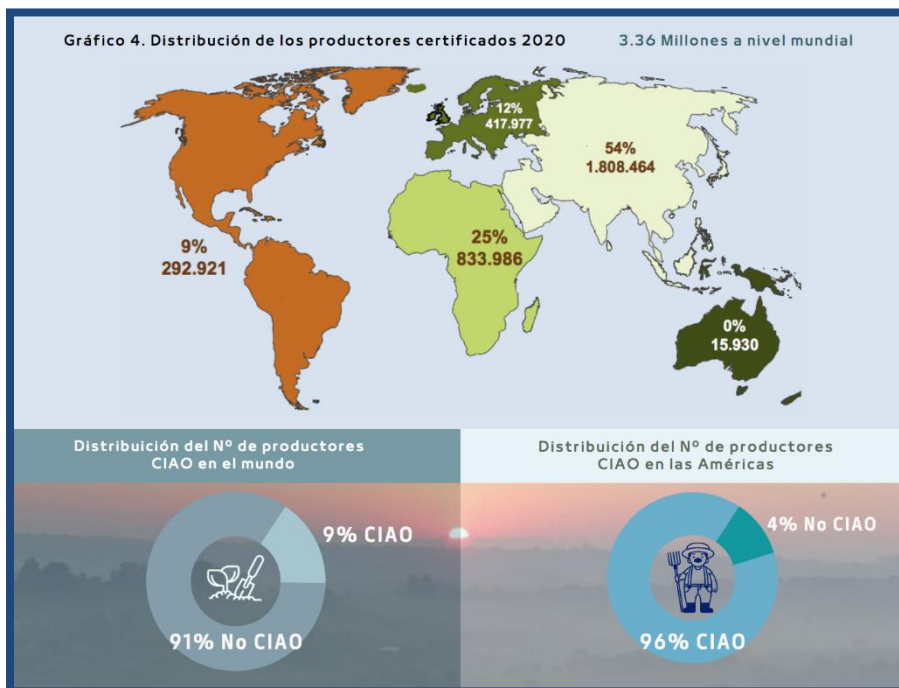 Gráfico 4. Distribución de los productores certificados 2020
3.36 Millones a nivel mundial
12%
417.977
54%
1.808.464
9%
292.921
25%
833.986
0%
15.930
Distribuición del Nº de productores
CIAO en el mundo
9% CIAO
91% No CIAO
Distribuición del Nº de productores
CIAO en las Américas
4% No CIAO
96% CIAO